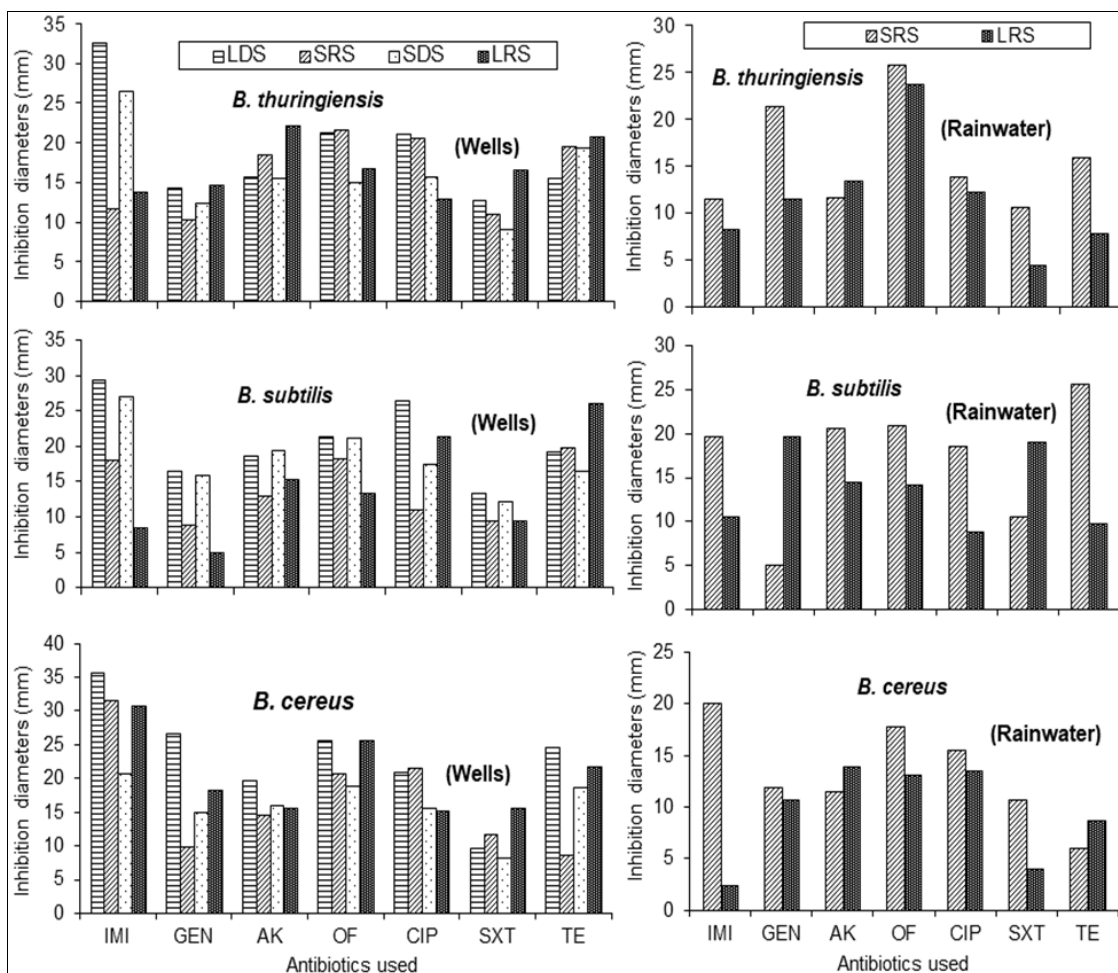 35
30
25
20
15
10
5
0
Inhibition diameters (mm)
LDS SRS SDS LRS
B. thuringiensis
(Wells)
30
25
20
15
10
5
0
Inhibition diameters (mm)
SRS LRS
B. thuringiensis
(Rainwater)
35
30
25
20
15
10
5
0
Inhibition diameters (mm)
B. subtilis
(Wells)
30
25
20
15
10
5
0
Inhibition diameters (mm)
B. subtilis
(Rainwater)
40
35
30
25
20
15
10
5
0
Inhibition diameters (mm)
B. cereus
(Wells)
IMI GEN AK OF CIP SXT TE
Antibiotics used
25
20
15
10
5
0
Inhibition diameters (mm)
B. cereus
(Rainwater)
IMI GEN AK OF CIP SXT TE
Antibiotics used